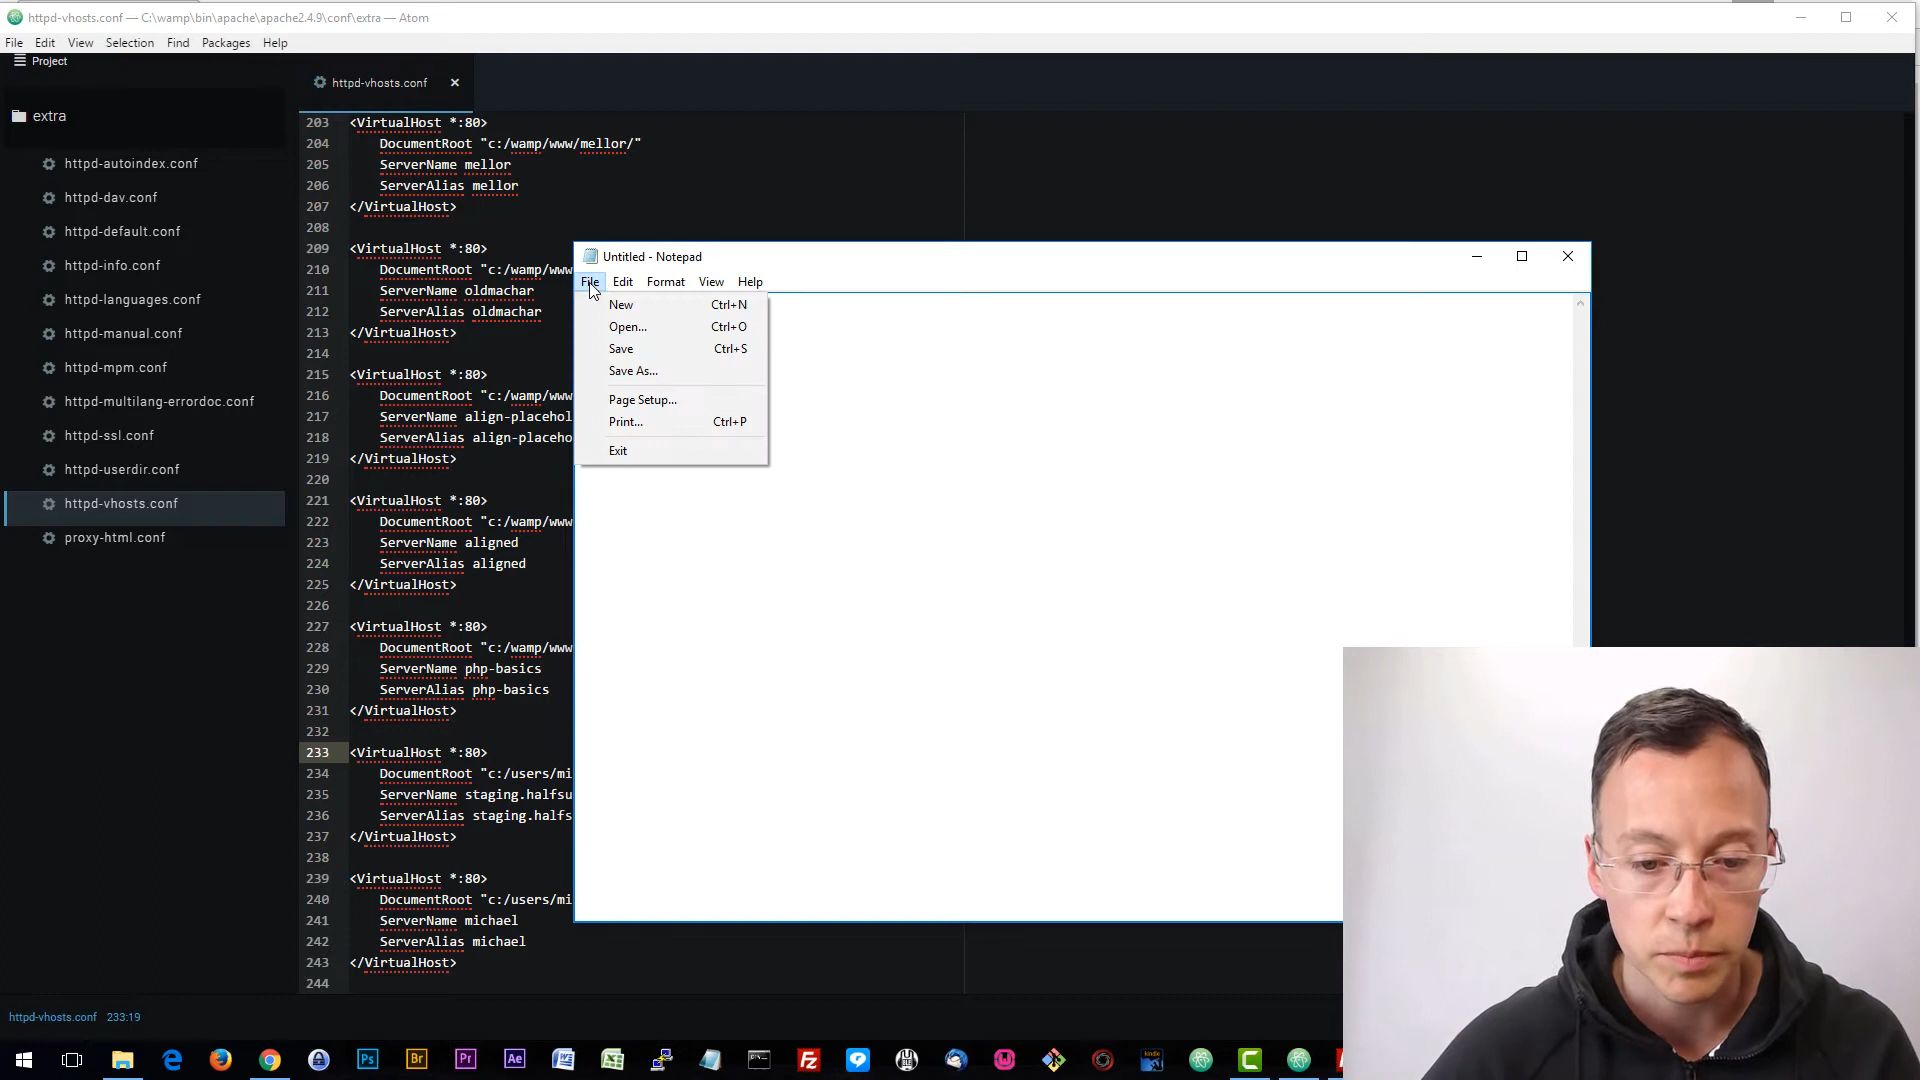 httpd-vhosts.conf — C:\wamp\bin\apache\apache2.4.9\conf\extra — Atom
File Edit View Selection Find Packages Help
Project
extra
httpd-autoindex.conf
httpd-dav.conf
httpd-default.conf
httpd-info.conf
httpd-languages.conf
httpd-manual.conf
httpd-mpm.conf
httpd-multilang-errordoc.conf
httpd-ssl.conf
httpd-userdir.conf
httpd-vhosts.conf
proxy-html.conf
httpd-vhosts.conf
203 <VirtualHost *:80>
204 DocumentRoot "c:/wamp/www/mellor/"
205 ServerName mellor
206 ServerAlias mellor
207 </VirtualHost>
208
209 <VirtualHost *:80>
210 DocumentRoot "c:/wamp/www
211 ServerName oldmachar
212 ServerAlias oldmachar
213 </VirtualHost>
214
215 <VirtualHost *:80>
216 DocumentRoot "c:/wamp/www
217 ServerName align-placehol
218 ServerAlias align-placeho
219 </VirtualHost>
220
221 <VirtualHost *:80>
222 DocumentRoot "c:/wamp/www
223 ServerName aligned
224 ServerAlias aligned
225 </VirtualHost>
226
227 <VirtualHost *:80>
228 DocumentRoot "c:/wamp/www
229 ServerName php-basics
230 ServerAlias php-basics
231 </VirtualHost>
232
233 <VirtualHost *:80>
234 DocumentRoot "c:/users/mi
235 ServerName staging.halfsu
236 ServerAlias staging.halfs
237 </VirtualHost>
238
239 <VirtualHost *:80>
240 DocumentRoot "c:/users/mi
241 ServerName michael
242 ServerAlias michael
243 </VirtualHost>
244
Untitled - Notepad
File Edit Format View Help
New Ctrl+N
Open... Ctrl+O
Save Ctrl+S
Save As...
Page Setup...
Print... Ctrl+P
Exit
httpd-vhosts.conf 233:19
Ps Br Pr Ae
Fz
kindle